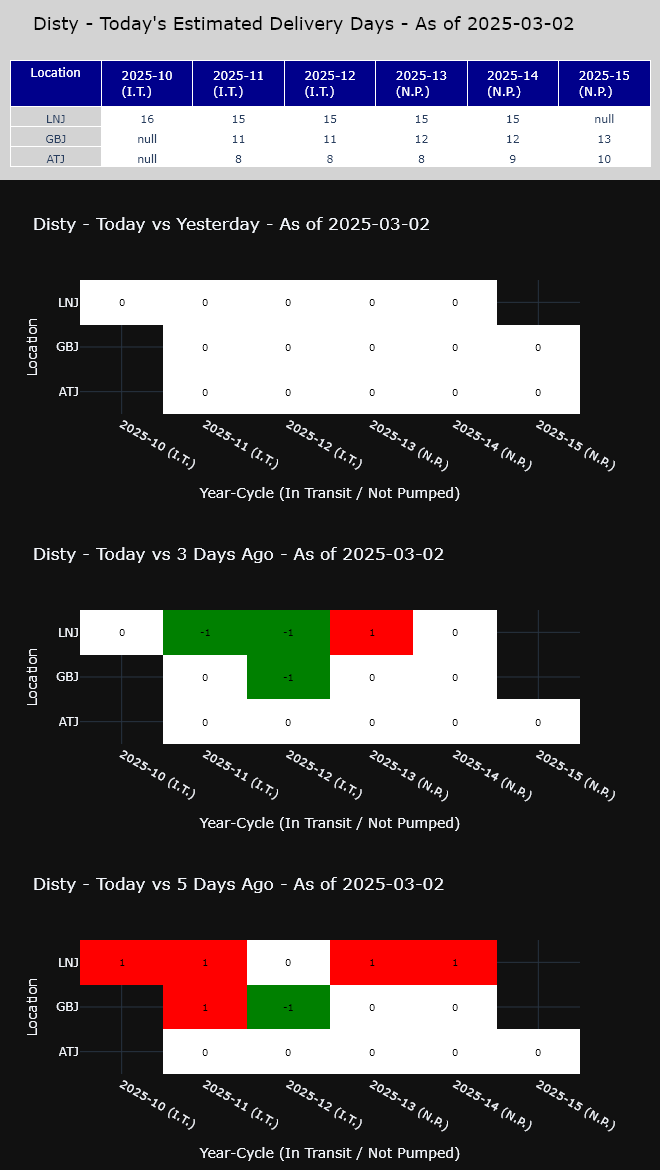 Disty - Today's Estimated Delivery Days - As of 2025-03-02
Location 2025-10 (I.T.) 2025-11 (I.T.) 2025-12 (I.T.) 2025-13 (N.P.) 2025-14 (N.P.) 2025-15 (N.P.)
LNJ 16 15 15 15 15 null
GBJ null 11 11 12 12 13
ATJ null 8 8 8 9 10
Disty - Today vs Yesterday - As of 2025-03-02
Location
LNJ 0 0 0 0 0
GBJ 0 0 0 0 0
ATJ 0 0 0 0 0
2025-10 (I.T.) 2025-11 (I.T.) 2025-12 (I.T.) 2025-13 (N.P.) 2025-14 (N.P.) 2025-15 (N.P.)
Year-Cycle (In Transit / Not Pumped)
Disty - Today vs 3 Days Ago - As of 2025-03-02
Location
LNJ 0 -1 -1 1 0
GBJ 0 -1 0 0
ATJ 0 0 0 0 0
2025-10 (I.T.) 2025-11 (I.T.) 2025-12 (I.T.) 2025-13 (N.P.) 2025-14 (N.P.) 2025-15 (N.P.)
Year-Cycle (In Transit / Not Pumped)
Disty - Today vs 5 Days Ago - As of 2025-03-02
Location
LNJ 1 1 0 1 1
GBJ 1 -1 0 0
ATJ 0 0 0 0 0
2025-10 (I.T.) 2025-11 (I.T.) 2025-12 (I.T.) 2025-13 (N.P.) 2025-14 (N.P.) 2025-15 (N.P.)
Year-Cycle (In Transit / Not Pumped)